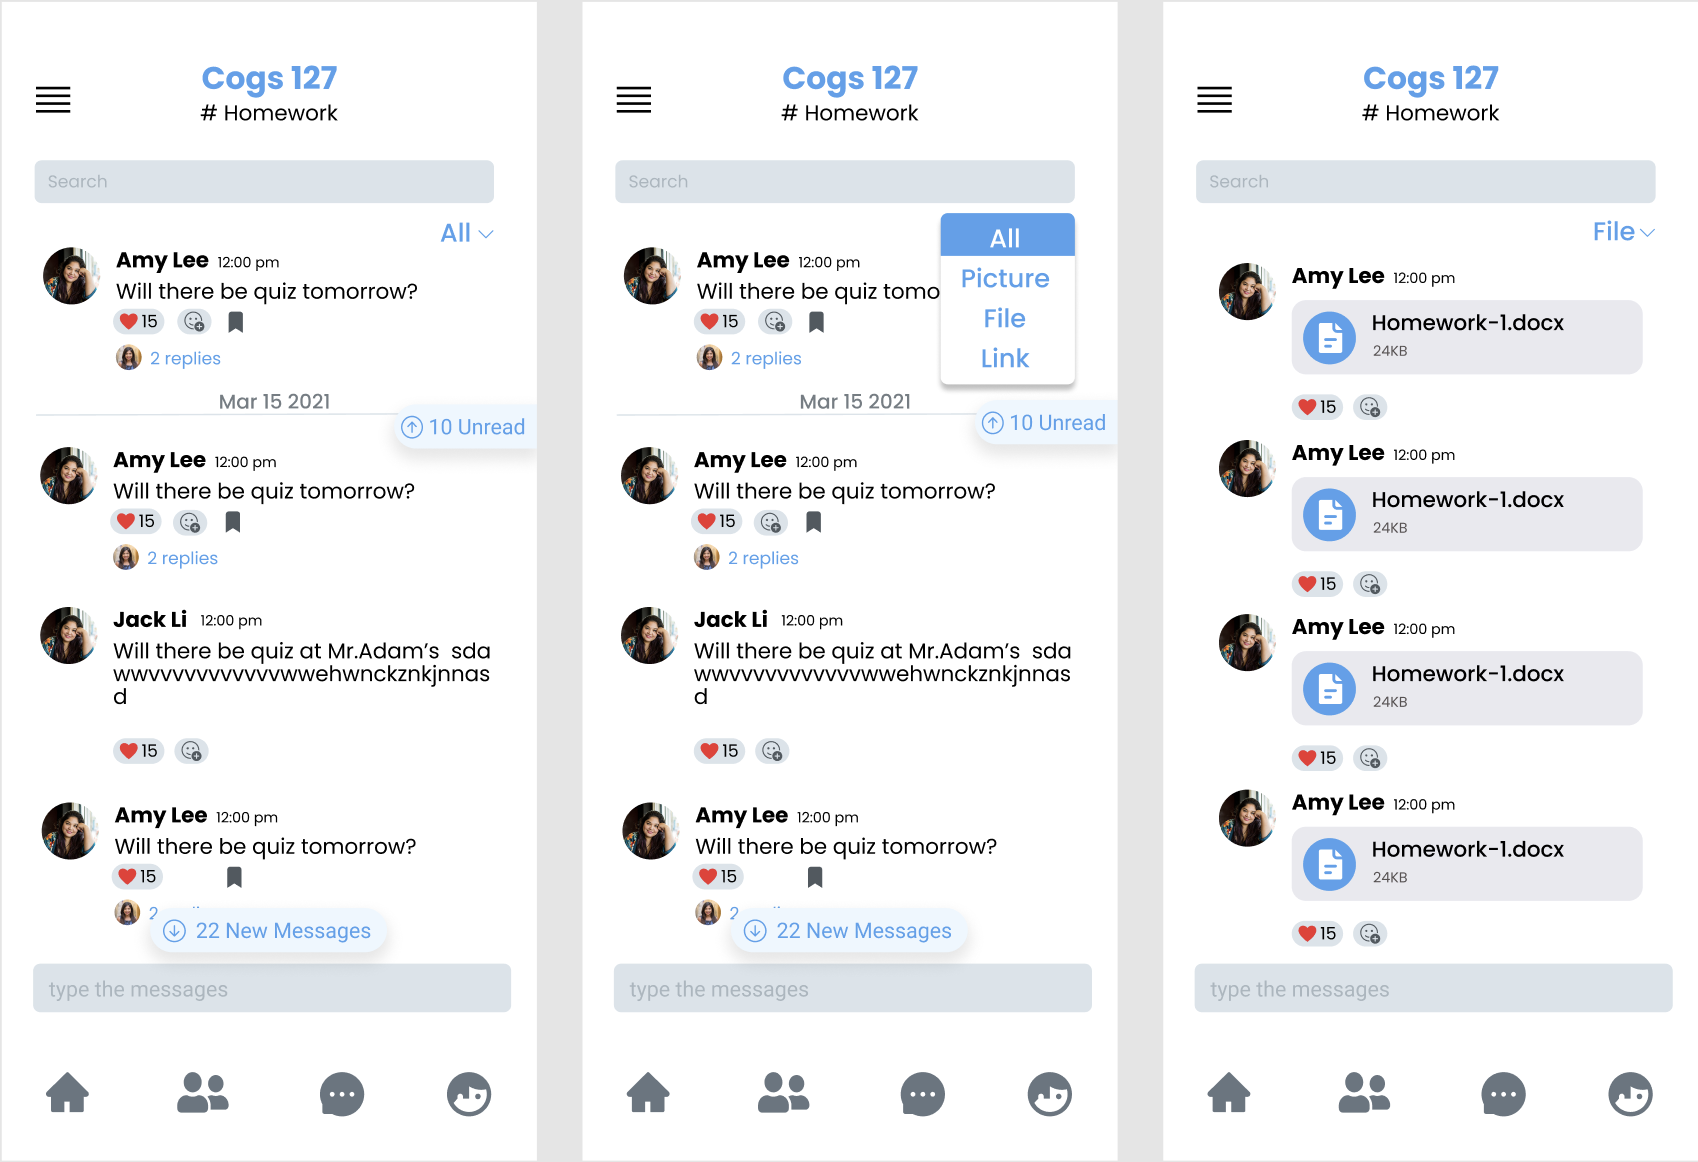 Cogs 127
# Homework
Search
All
Amy Lee 12:00 pm
Will there be quiz tomorrow?
15
2 replies
Mar 15 2021
10 Unread
Amy Lee 12:00 pm
Will there be quiz tomorrow?
15
2 replies
Jack Li 12:00 pm
Will there be quiz at Mr.Adam's sda
wwvvvvvvvvvvvwwehwnckznkjnnas
d
15
Amy Lee 12:00 pm
Will there be quiz tomorrow?
15
2
22 New Messages
type the messages
Cogs 127
# Homework
Search
All
Picture
File
Link
Amy Lee 12:00 pm
Will there be quiz tomo
15
2 replies
Mar 15 2021
10 Unread
Amy Lee 12:00 pm
Will there be quiz tomorrow?
15
2 replies
Jack Li 12:00 pm
Will there be quiz at Mr.Adam's sda
wwvvvvvvvvvvvwwehwnckznkjnnas
d
15
Amy Lee 12:00 pm
Will there be quiz tomorrow?
15
2
22 New Messages
type the messages
Cogs 127
# Homework
Search
File
Amy Lee 12:00 pm
Homework-1.docx
24KB
15
Amy Lee 12:00 pm
Homework-1.docx
24KB
15
Amy Lee 12:00 pm
Homework-1.docx
24KB
15
Amy Lee 12:00 pm
Homework-1.docx
24KB
15
type the messages